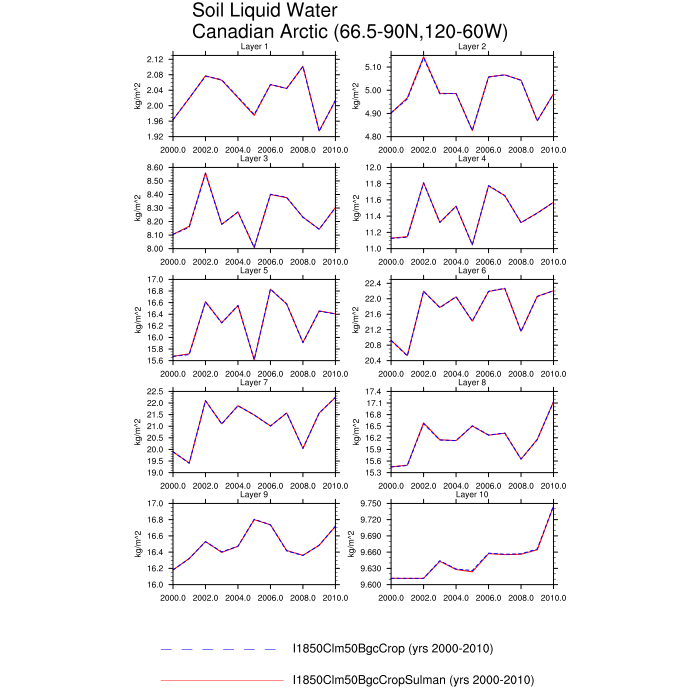 Soil Liquid Water
Canadian Arctic (66.5-90N,120-60W)
Layer 1
kg/m^2
2.12
2.08
2.04
2.00
1.96
1.92
2000.0 2002.0 2004.0 2006.0 2008.0 2010.0
Layer 2
kg/m^2
5.10
5.00
4.90
4.80
2000.0 2002.0 2004.0 2006.0 2008.0 2010.0
Layer 3
kg/m^2
8.60
8.50
8.40
8.30
8.20
8.10
8.00
2000.0 2002.0 2004.0 2006.0 2008.0 2010.0
Layer 4
kg/m^2
12.0
11.8
11.6
11.4
11.2
11.0
2000.0 2002.0 2004.0 2006.0 2008.0 2010.0
Layer 5
kg/m^2
17.0
16.8
16.6
16.4
16.2
16.0
15.8
15.6
2000.0 2002.0 2004.0 2006.0 2008.0 2010.0
Layer 6
kg/m^2
22.4
22.0
21.6
21.2
20.8
20.4
2000.0 2002.0 2004.0 2006.0 2008.0 2010.0
Layer 7
kg/m^2
22.5
22.0
21.5
21.0
20.5
20.0
19.5
19.0
2000.0 2002.0 2004.0 2006.0 2008.0 2010.0
Layer 8
kg/m^2
17.4
17.1
16.8
16.5
16.2
15.9
15.6
15.3
2000.0 2002.0 2004.0 2006.0 2008.0 2010.0
Layer 9
kg/m^2
17.0
16.8
16.6
16.4
16.2
16.0
2000.0 2002.0 2004.0 2006.0 2008.0 2010.0
Layer 10
kg/m^2
9.750
9.720
9.690
9.660
9.630
9.600
2000.0 2002.0 2004.0 2006.0 2008.0 2010.0
I1850Clm50BgcCrop (yrs 2000-2010)
I1850Clm50BgcCropSulman (yrs 2000-2010)